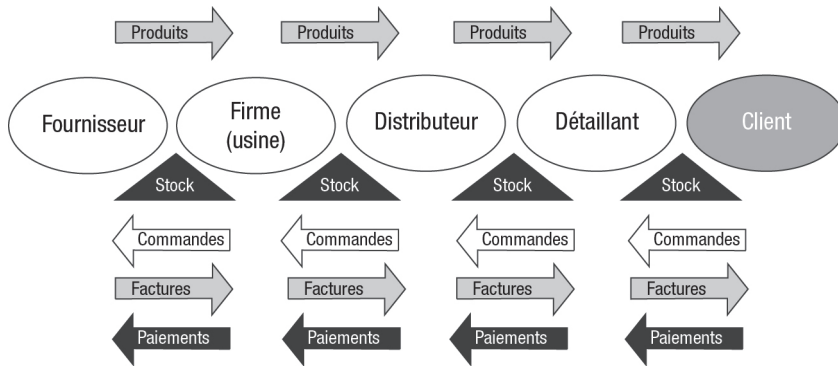 Produits Produits Produits Produits
Fournisseur Firme (usine) Distributeur Détaillant Client
Stock Stock Stock Stock
Commandes Commandes Commandes Commandes
Factures Factures Factures Factures
Paiements Paiements Paiements Paiements